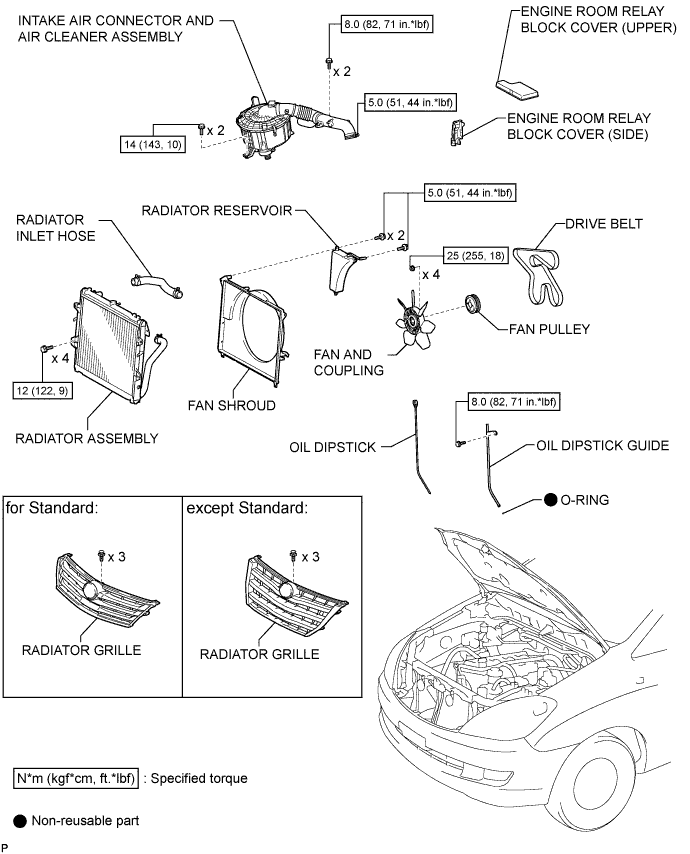 INTAKE AIR CONNECTOR AND
AIR CLEANER ASSEMBLY
8.0 (82, 71 in.*lbf)
x 2
ENGINE ROOM RELAY
BLOCK COVER (UPPER)
5.0 (51, 44 in.*lbf)
x 2
14 (143, 10)
ENGINE ROOM RELAY
BLOCK COVER (SIDE)
RADIATOR
INLET HOSE
RADIATOR RESERVOIR
5.0 (51, 44 in.*lbf)
x 2
DRIVE BELT
25 (255, 18)
x 4
FAN PULLEY
FAN AND
COUPLING
x 4
12 (122, 9)
FAN SHROUD
RADIATOR ASSEMBLY
8.0 (82, 71 in.*lbf)
OIL DIPSTICK
OIL DIPSTICK GUIDE
O-RING
for Standard:
except Standard:
x 3
x 3
RADIATOR GRILLE
RADIATOR GRILLE
N*m (kgf*cm, ft.*lbf) : Specified torque
Non-reusable part
P